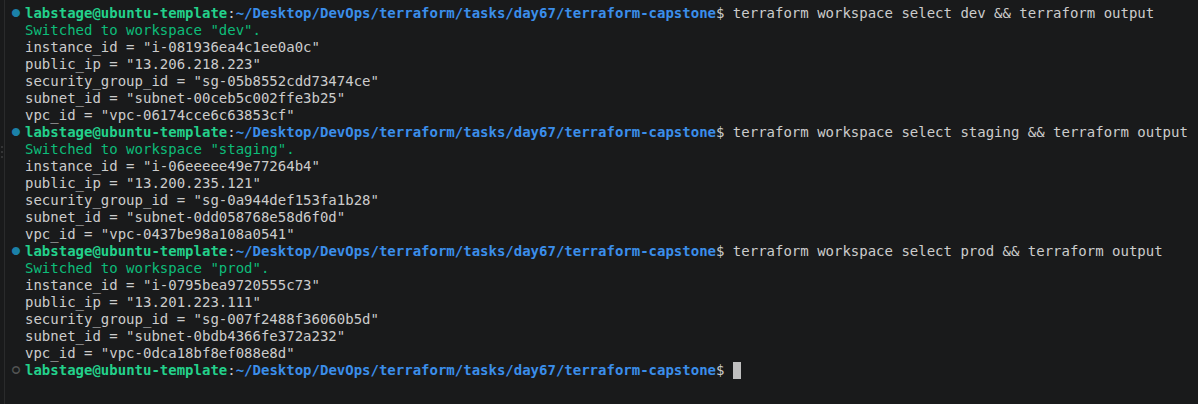 labstage@ubuntu-template:~/Desktop/DevOps/terraform/tasks/day67/terraform-capstone$ terraform workspace select dev && terraform output
Switched to workspace "dev".
instance_id = "i-081936ea4c1ee0a0c"
public_ip = "13.206.218.223"
security_group_id = "sg-05b8552cdd73474ce"
subnet_id = "subnet-00ceb5c002ffe3b25"
vpc_id = "vpc-06174cce6c63853cf"
labstage@ubuntu-template:~/Desktop/DevOps/terraform/tasks/day67/terraform-capstone$ terraform workspace select staging && terraform output
Switched to workspace "staging".
instance_id = "i-06eeeee49e77264b4"
public_ip = "13.200.235.121"
security_group_id = "sg-0a944def153fa1b28"
subnet_id = "subnet-0dd058768e58d6f0d"
vpc_id = "vpc-0437be98a108a0541"
labstage@ubuntu-template:~/Desktop/DevOps/terraform/tasks/day67/terraform-capstone$ terraform workspace select prod && terraform output
Switched to workspace "prod".
instance_id = "i-0795bea9720555c73"
public_ip = "13.201.223.111"
security_group_id = "sg-007f2488f36060b5d"
subnet_id = "subnet-0bdb4366fe372a232"
vpc_id = "vpc-0dca18bf8ef088e8d"
labstage@ubuntu-template:~/Desktop/DevOps/terraform/tasks/day67/terraform-capstone$